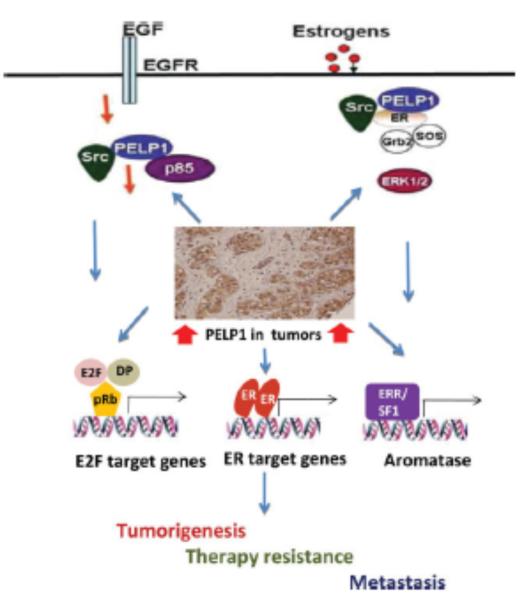 EGF
Estrogens
EGFR
Src
PELP1
p85
Src
PELP1
ER
Grb2
SOS
ERK1/2
PELP1 in tumors
E2F
DP
pRb
ER
ER
ERR/
SF1
E2F target genes
ER target genes
Aromatase
Tumorigenesis
Therapy resistance
Metastasis